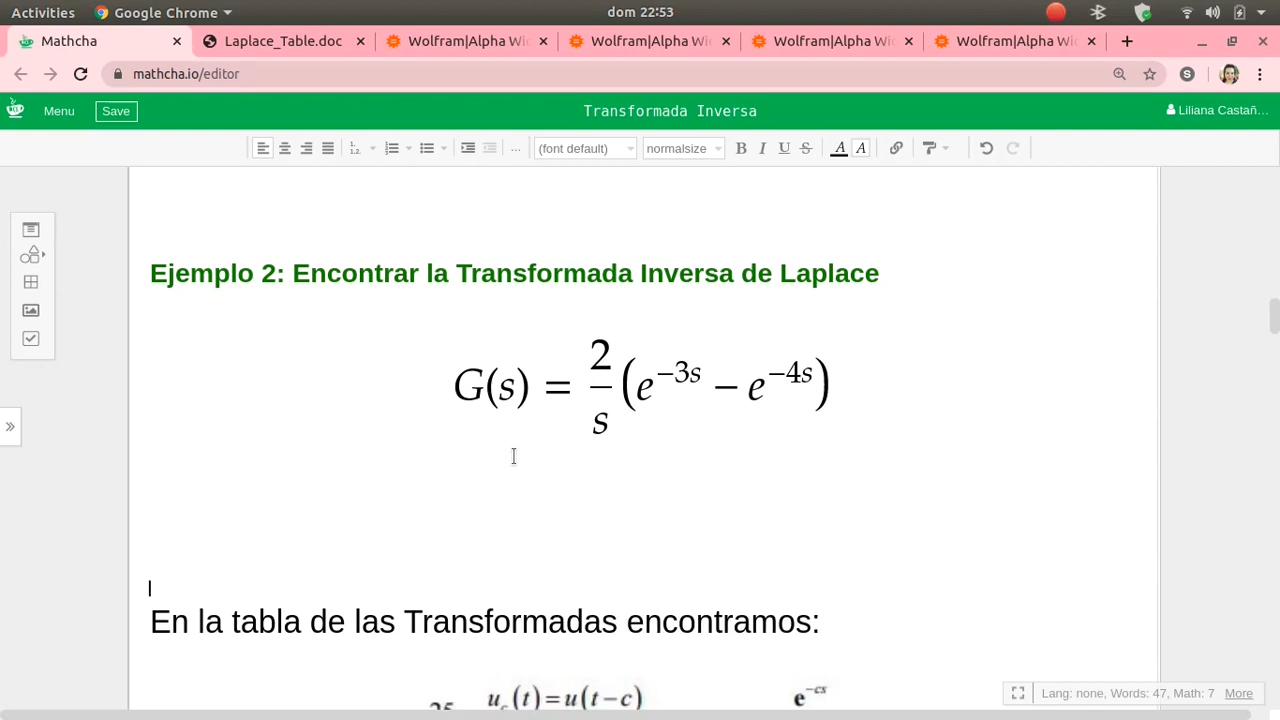 Activities Google Chrome dom 22:53
Mathcha Laplace_Table.doc Wolfram|Alpha Wi Wolfram|Alpha Wi Wolfram|Alpha Wi Wolfram|Alpha Wi
mathcha.io/editor S
Menu Save Transformada Inversa Liliana Castañ...
(font default) normalsize B I U S A A
Ejemplo 2: Encontrar la Transformada Inversa de Laplace
G(s) = 2/s (e^{−3s} − e^{−4s})
En la tabla de las Transformadas encontramos:
25. u_c(t) = u(t−c) e^{−cs}
Lang: none, Words: 47, Math: 7 More